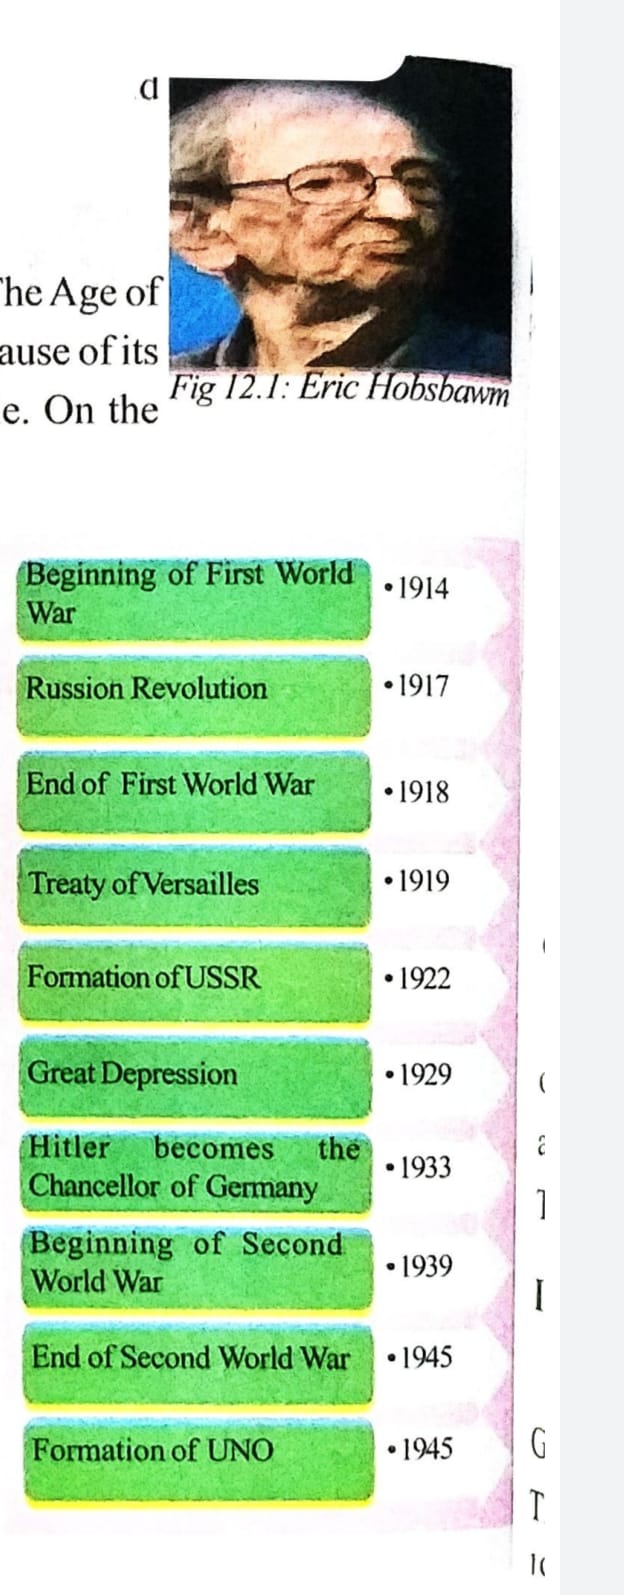 d
he Age of
ause of its
e. On the
Fig 12.1: Eric Hobsbawm
Beginning of First World
War
•1914
Russion Revolution
•1917
End of First World War
•1918
Treaty of Versailles
•1919
Formation of USSR
•1922
Great Depression
•1929
Hitler becomes the
Chancellor of Germany
•1933
Beginning of Second
World War
•1939
End of Second World War
•1945
Formation of UNO
•1945
G
T